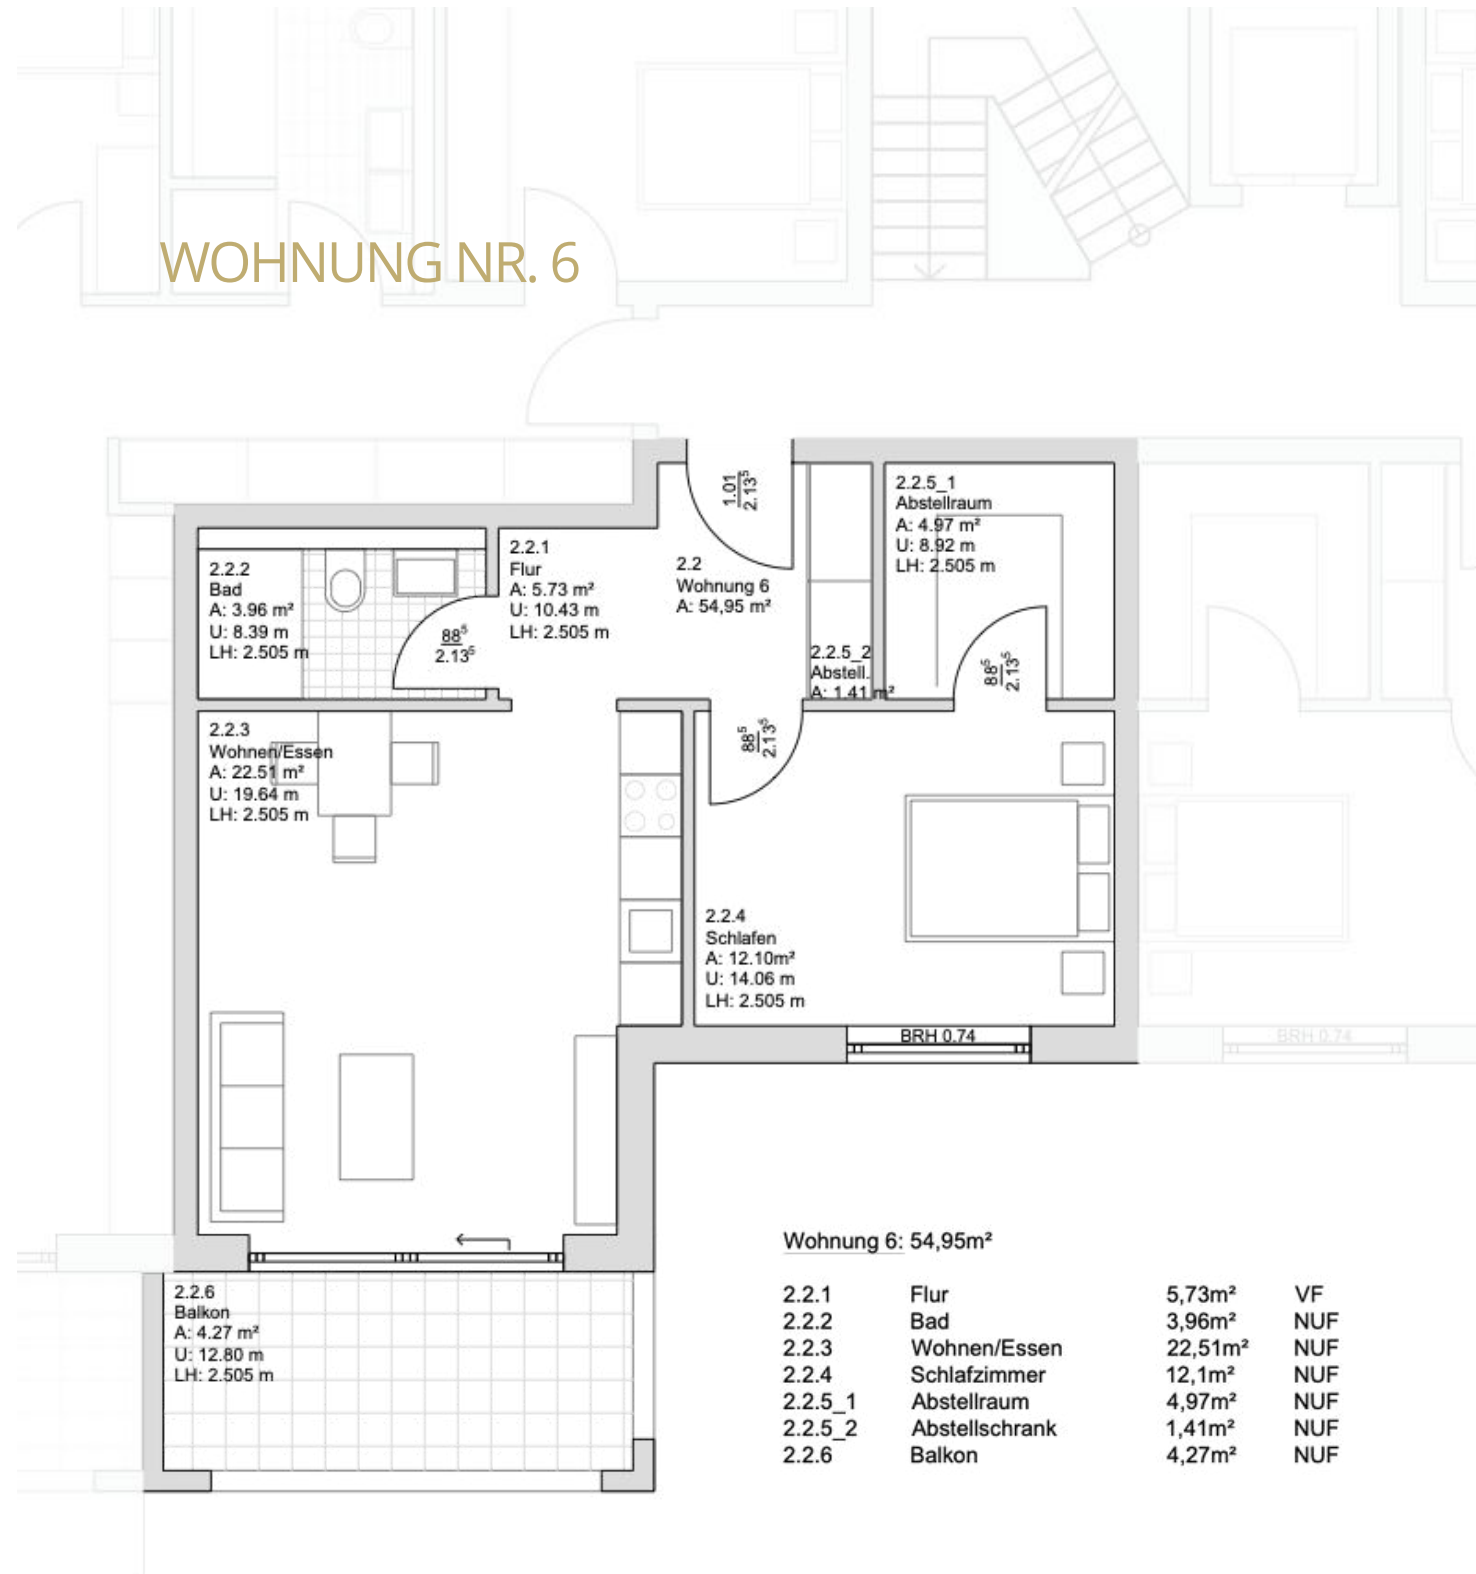 WOHNUNG NR. 6
1.01
2.13⁵
2.2.5_1
Abstellraum
A: 4.97 m²
U: 8.92 m
LH: 2.505 m
2.2.1
Flur
A: 5.73 m²
U: 10.43 m
LH: 2.505 m
2.2
Wohnung 6
A: 54,95 m²
2.2.2
Bad
A: 3.96 m²
U: 8.39 m
LH: 2.505 m
88⁵
2.13⁵
2.2.5_2
Abstell.
A: 1.41 m²
88⁵
2.13⁵
88⁵
2.13⁵
2.2.3
Wohnen/Essen
A: 22.51 m²
U: 19.64 m
LH: 2.505 m
2.2.4
Schlafen
A: 12.10m²
U: 14.06 m
LH: 2.505 m
BRH 0.74
BRH 0.74
2.2.6
Balkon
A: 4.27 m²
U: 12.80 m
LH: 2.505 m
Wohnung 6: 54,95m²
2.2.1 Flur 5,73m² VF
2.2.2 Bad 3,96m² NUF
2.2.3 Wohnen/Essen 22,51m² NUF
2.2.4 Schlafzimmer 12,1m² NUF
2.2.5_1 Abstellraum 4,97m² NUF
2.2.5_2 Abstellschrank 1,41m² NUF
2.2.6 Balkon 4,27m² NUF